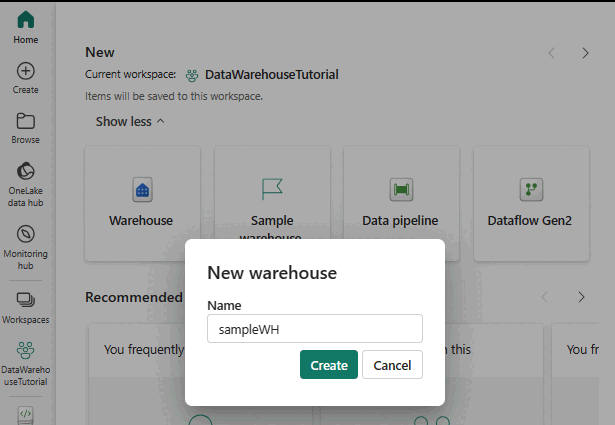 Home
Create
Browse
OneLake
data hub
Monitoring
hub
Workspaces
DataWareho
useTutorial
New
Current workspace: DataWarehouseTutorial
Items will be saved to this workspace.
Show less
Warehouse
Sample
warehouse
Data pipeline
Dataflow Gen2
New warehouse
Name
sampleWH
Create
Cancel
Recommended
You frequently
this
You fr